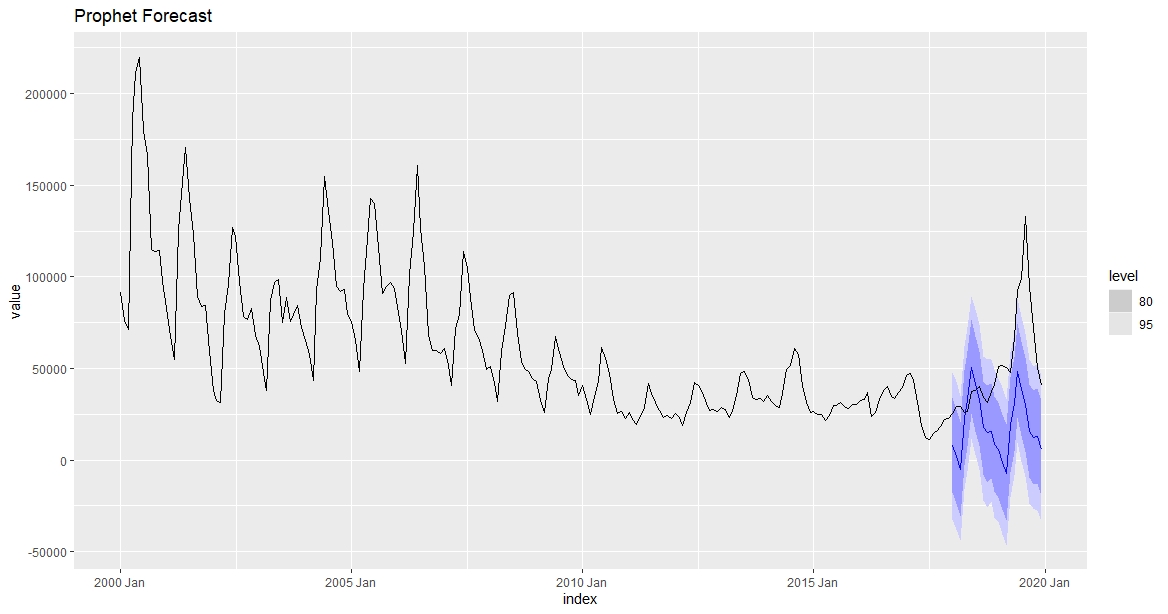 Prophet Forecast
200000
150000
100000
50000
0
-50000
value
2000 Jan
2005 Jan
2010 Jan
2015 Jan
2020 Jan
index
level
80
95